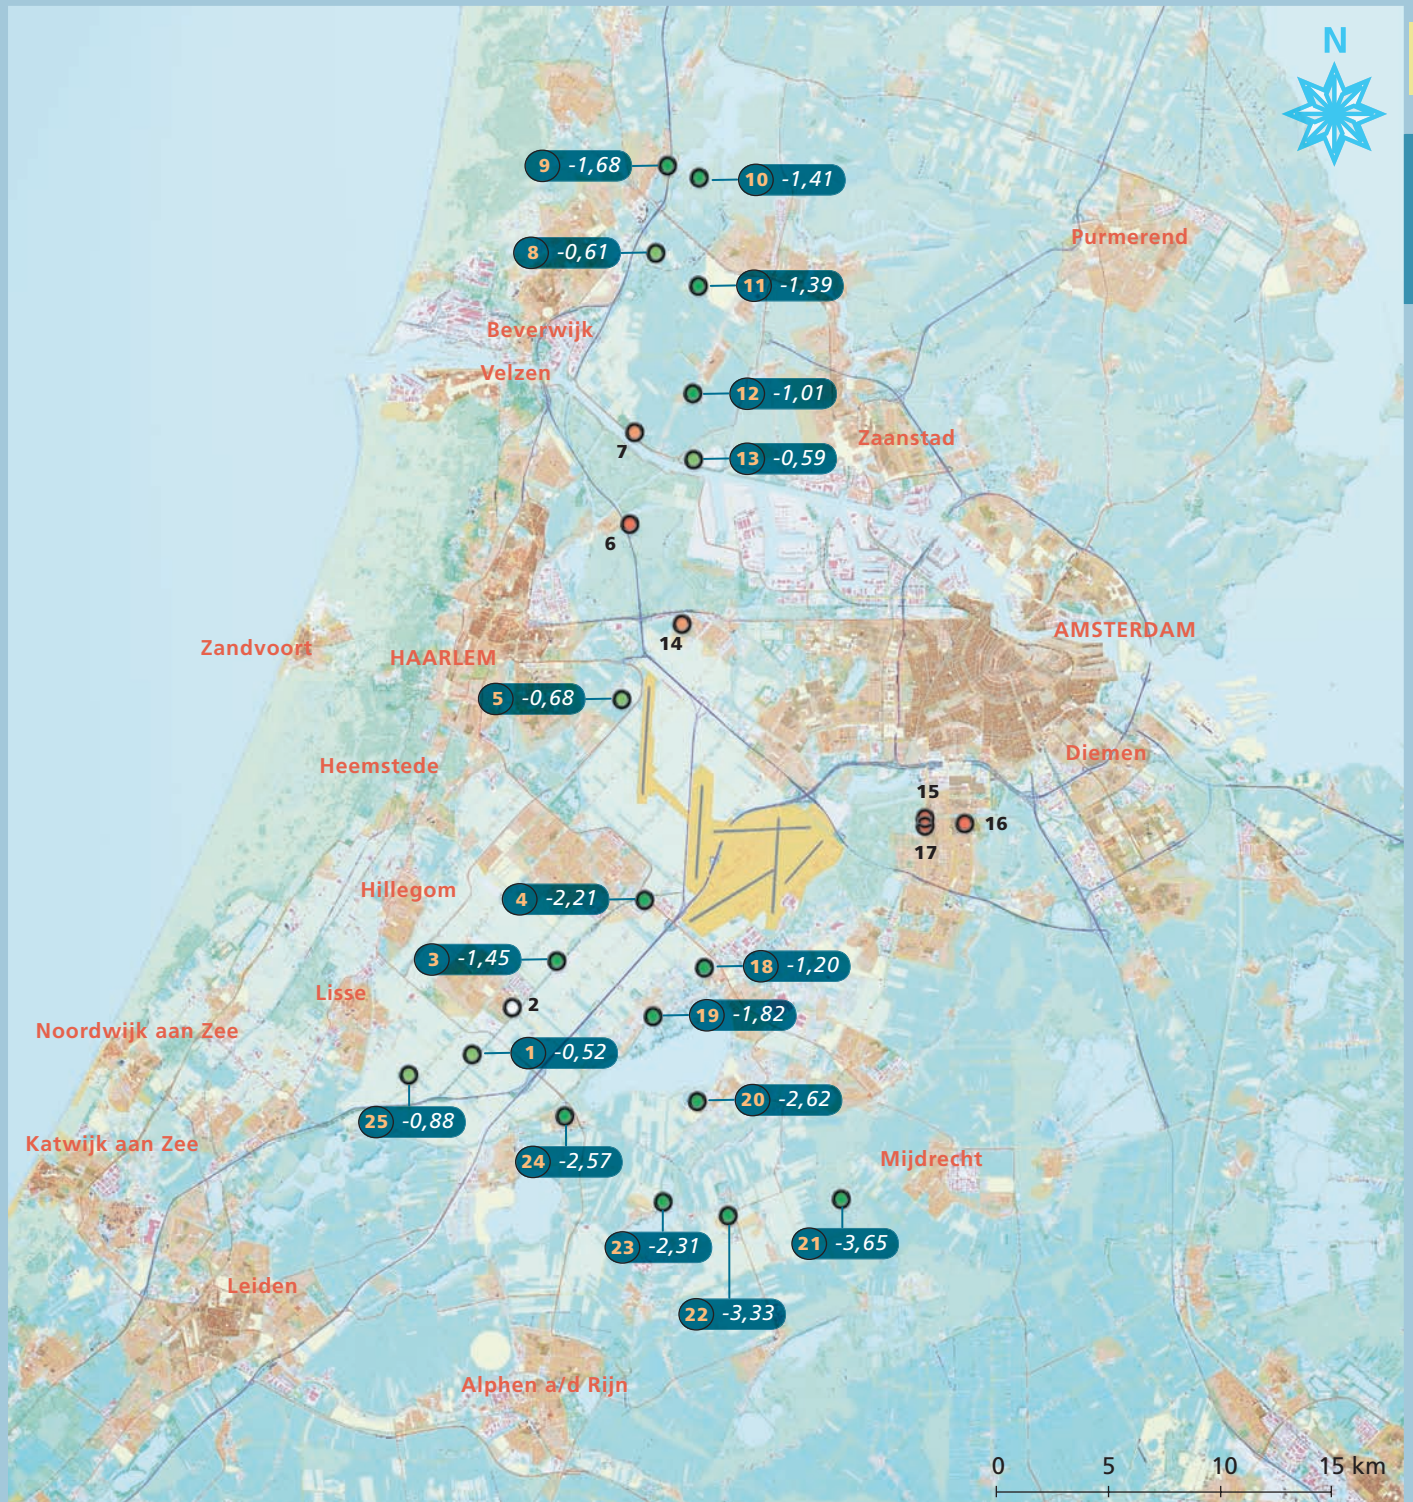 N
9 -1,68
10 -1,41
Purmerend
8 -0,61
11 -1,39
Beverwijk
Velzen
12 -1,01
Zaanstad
7
13 -0,59
6
AMSTERDAM
14
Zandvoort
HAARLEM
5 -0,68
Diemen
Heemstede
15
16
17
Hillegom
4 -2,21
3 -1,45
18 -1,20
Lisse
2
19 -1,82
Noordwijk aan Zee
1 -0,52
20 -2,62
25 -0,88
Katwijk aan Zee
24 -2,57
Mijdrecht
23 -2,31
21 -3,65
Leiden
22 -3,33
Alphen a/d Rijn
0 5 10 15 km